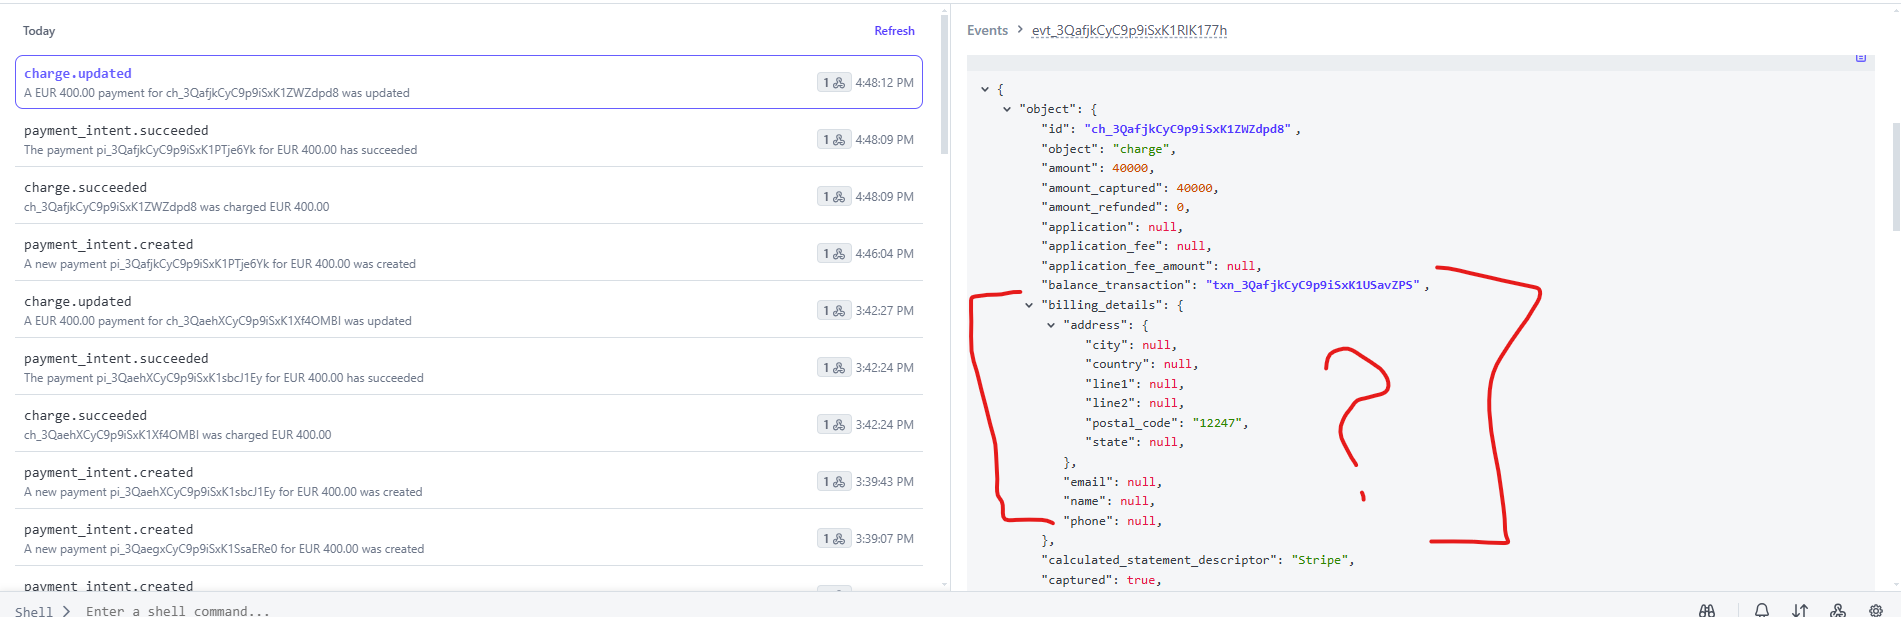 Today
Refresh
charge.updated
A EUR 400.00 payment for ch_3QafjkCyC9p9iSxK1ZWZdpd8 was updated
1
4:48:12 PM
payment_intent.succeeded
The payment pi_3QafjkCyC9p9iSxK1PTje6Yk for EUR 400.00 has succeeded
1
4:48:09 PM
charge.succeeded
ch_3QafjkCyC9p9iSxK1ZWZdpd8 was charged EUR 400.00
1
4:48:09 PM
payment_intent.created
A new payment pi_3QafjkCyC9p9iSxK1PTje6Yk for EUR 400.00 was created
1
4:46:04 PM
charge.updated
A EUR 400.00 payment for ch_3QaehXCyC9p9iSxK1Xf4OMBI was updated
1
3:42:27 PM
payment_intent.succeeded
The payment pi_3QaehXCyC9p9iSxK1sbcJ1Ey for EUR 400.00 has succeeded
1
3:42:24 PM
charge.succeeded
ch_3QaehXCyC9p9iSxK1Xf4OMBI was charged EUR 400.00
1
3:42:24 PM
payment_intent.created
A new payment pi_3QaehXCyC9p9iSxK1sbcJ1Ey for EUR 400.00 was created
1
3:39:43 PM
payment_intent.created
A new payment pi_3QaegxCyC9p9iSxK1SsaERe0 for EUR 400.00 was created
1
3:39:07 PM
payment_intent.created
Events > evt_3QafjkCyC9p9iSxK1RIK177h
{
"object": {
"id": "ch_3QafjkCyC9p9iSxK1ZWZdpd8" ,
"object": "charge",
"amount": 40000,
"amount_captured": 40000,
"amount_refunded": 0,
"application": null,
"application_fee": null,
"application_fee_amount": null,
"balance_transaction": "txn_3QafjkCyC9p9iSxK1USavZPS" ,
"billing_details": {
"address": {
"city": null,
"country": null,
"line1": null,
"line2": null,
"postal_code": "12247",
"state": null,
},
"email": null,
"name": null,
"phone": null,
},
"calculated_statement_descriptor": "Stripe",
"captured": true,
?
Shell > Enter a shell command...